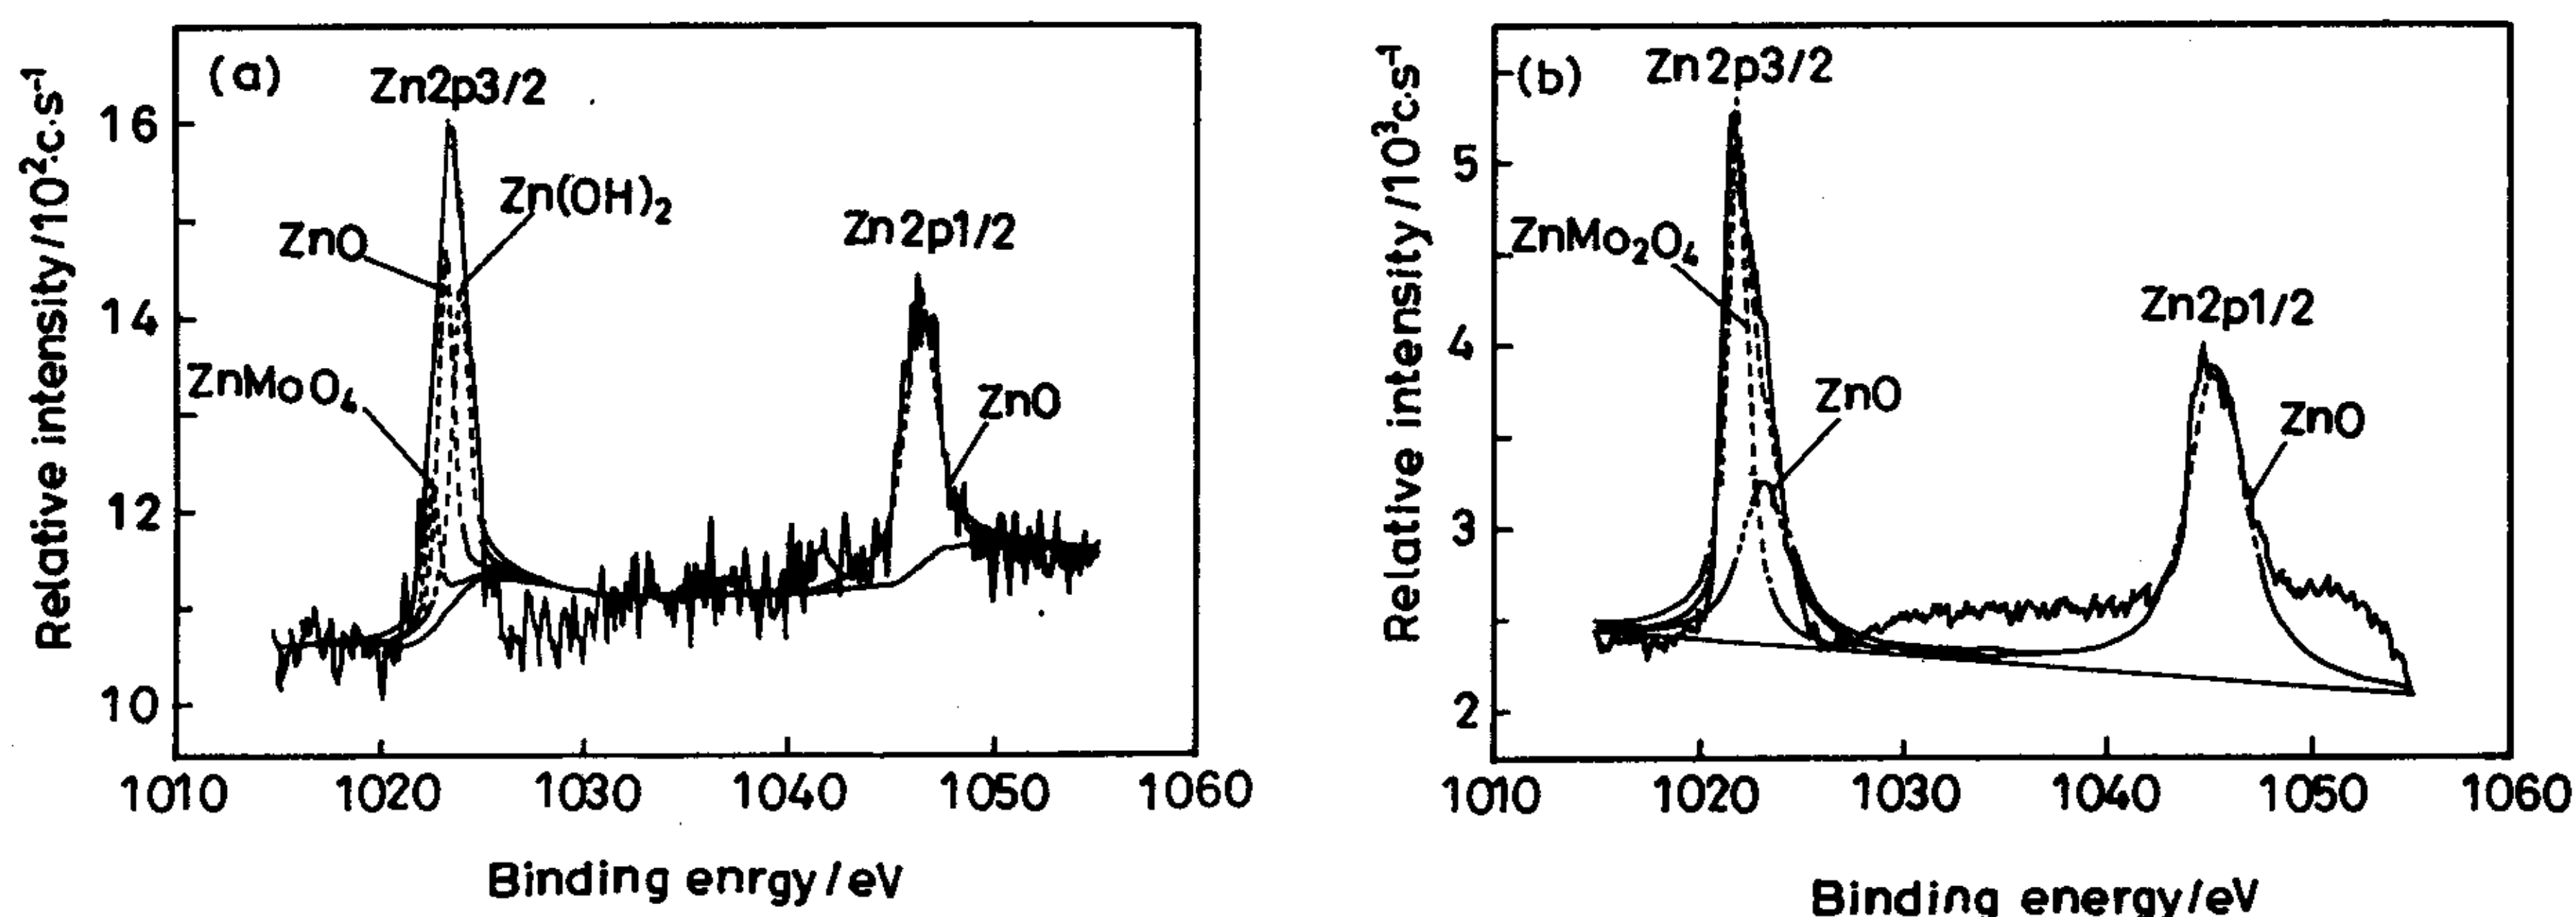 (a)
Zn2p3/2
Zn(OH)₂
ZnO
ZnMoO₄
Zn2p1/2
ZnO
Relative intensity/10²·c·s⁻¹
16
14
12
10
1010 1020 1030 1040 1050 1060
Binding enrgy/eV
(b)
Zn2p3/2
ZnMo₂O₄
ZnO
Zn2p1/2
ZnO
Relative intensity/10³c·s⁻¹
5
4
3
2
1010 1020 1030 1040 1050 1060
Binding energy/eV